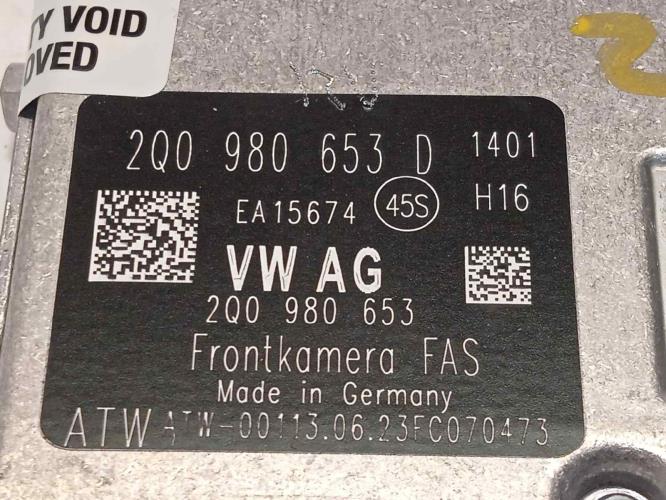 TY VOID
OVED
2Q0 980 653 D 1401
EA15674 45S H16
VW AG
2Q0 980 653
Frontkamera FAS
Made in Germany
ATW ATW-00113.06.23FC070473